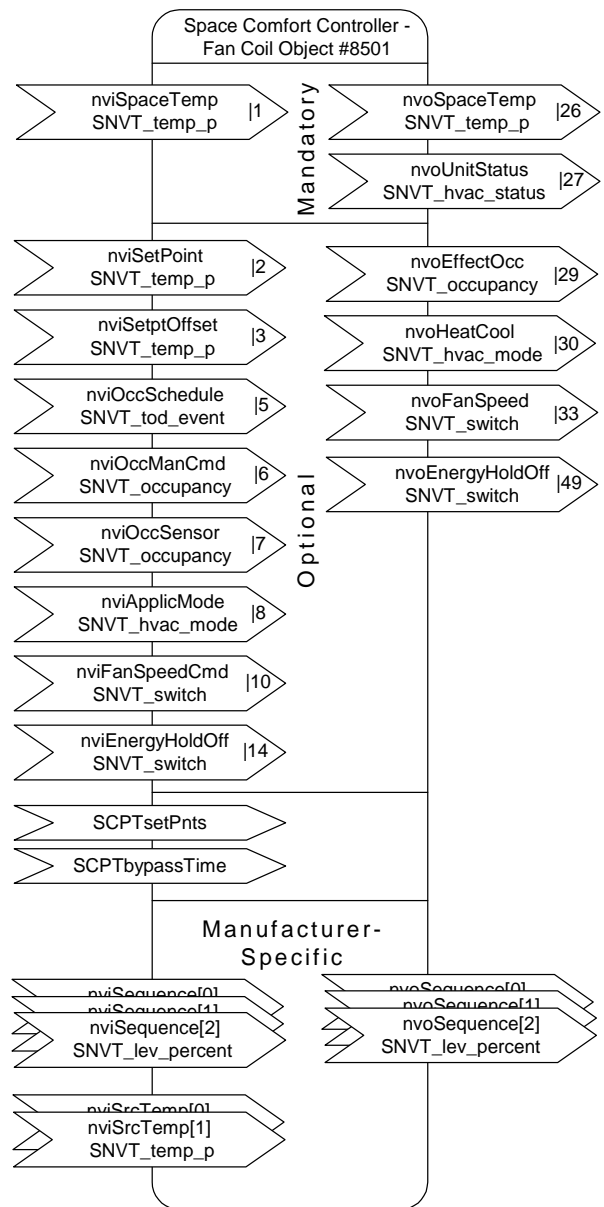 Space Comfort Controller -
Fan Coil Object #8501
Mandatory
nviSpaceTemp |1
SNVT_temp_p
nvoSpaceTemp |26
SNVT_temp_p
nvoUnitStatus |27
SNVT_hvac_status
Optional
nviSetPoint |2
SNVT_temp_p
nviSetptOffset |3
SNVT_temp_p
nviOccSchedule |5
SNVT_tod_event
nviOccManCmd |6
SNVT_occupancy
nviOccSensor |7
SNVT_occupancy
nviApplicMode |8
SNVT_hvac_mode
nviFanSpeedCmd |10
SNVT_switch
nviEnergyHoldOff |14
SNVT_switch
nvoEffectOcc |29
SNVT_occupancy
nvoHeatCool |30
SNVT_hvac_mode
nvoFanSpeed |33
SNVT_switch
nvoEnergyHoldOff |49
SNVT_switch
SCPTsetPnts
SCPTbypassTime
Manufacturer-
Specific
nviSequence[0]
nviSequence[1]
nviSequence[2]
SNVT_lev_percent
nvoSequence[0]
nvoSequence[1]
nvoSequence[2]
SNVT_lev_percent
nviSrcTemp[0]
nviSrcTemp[1]
SNVT_temp_p